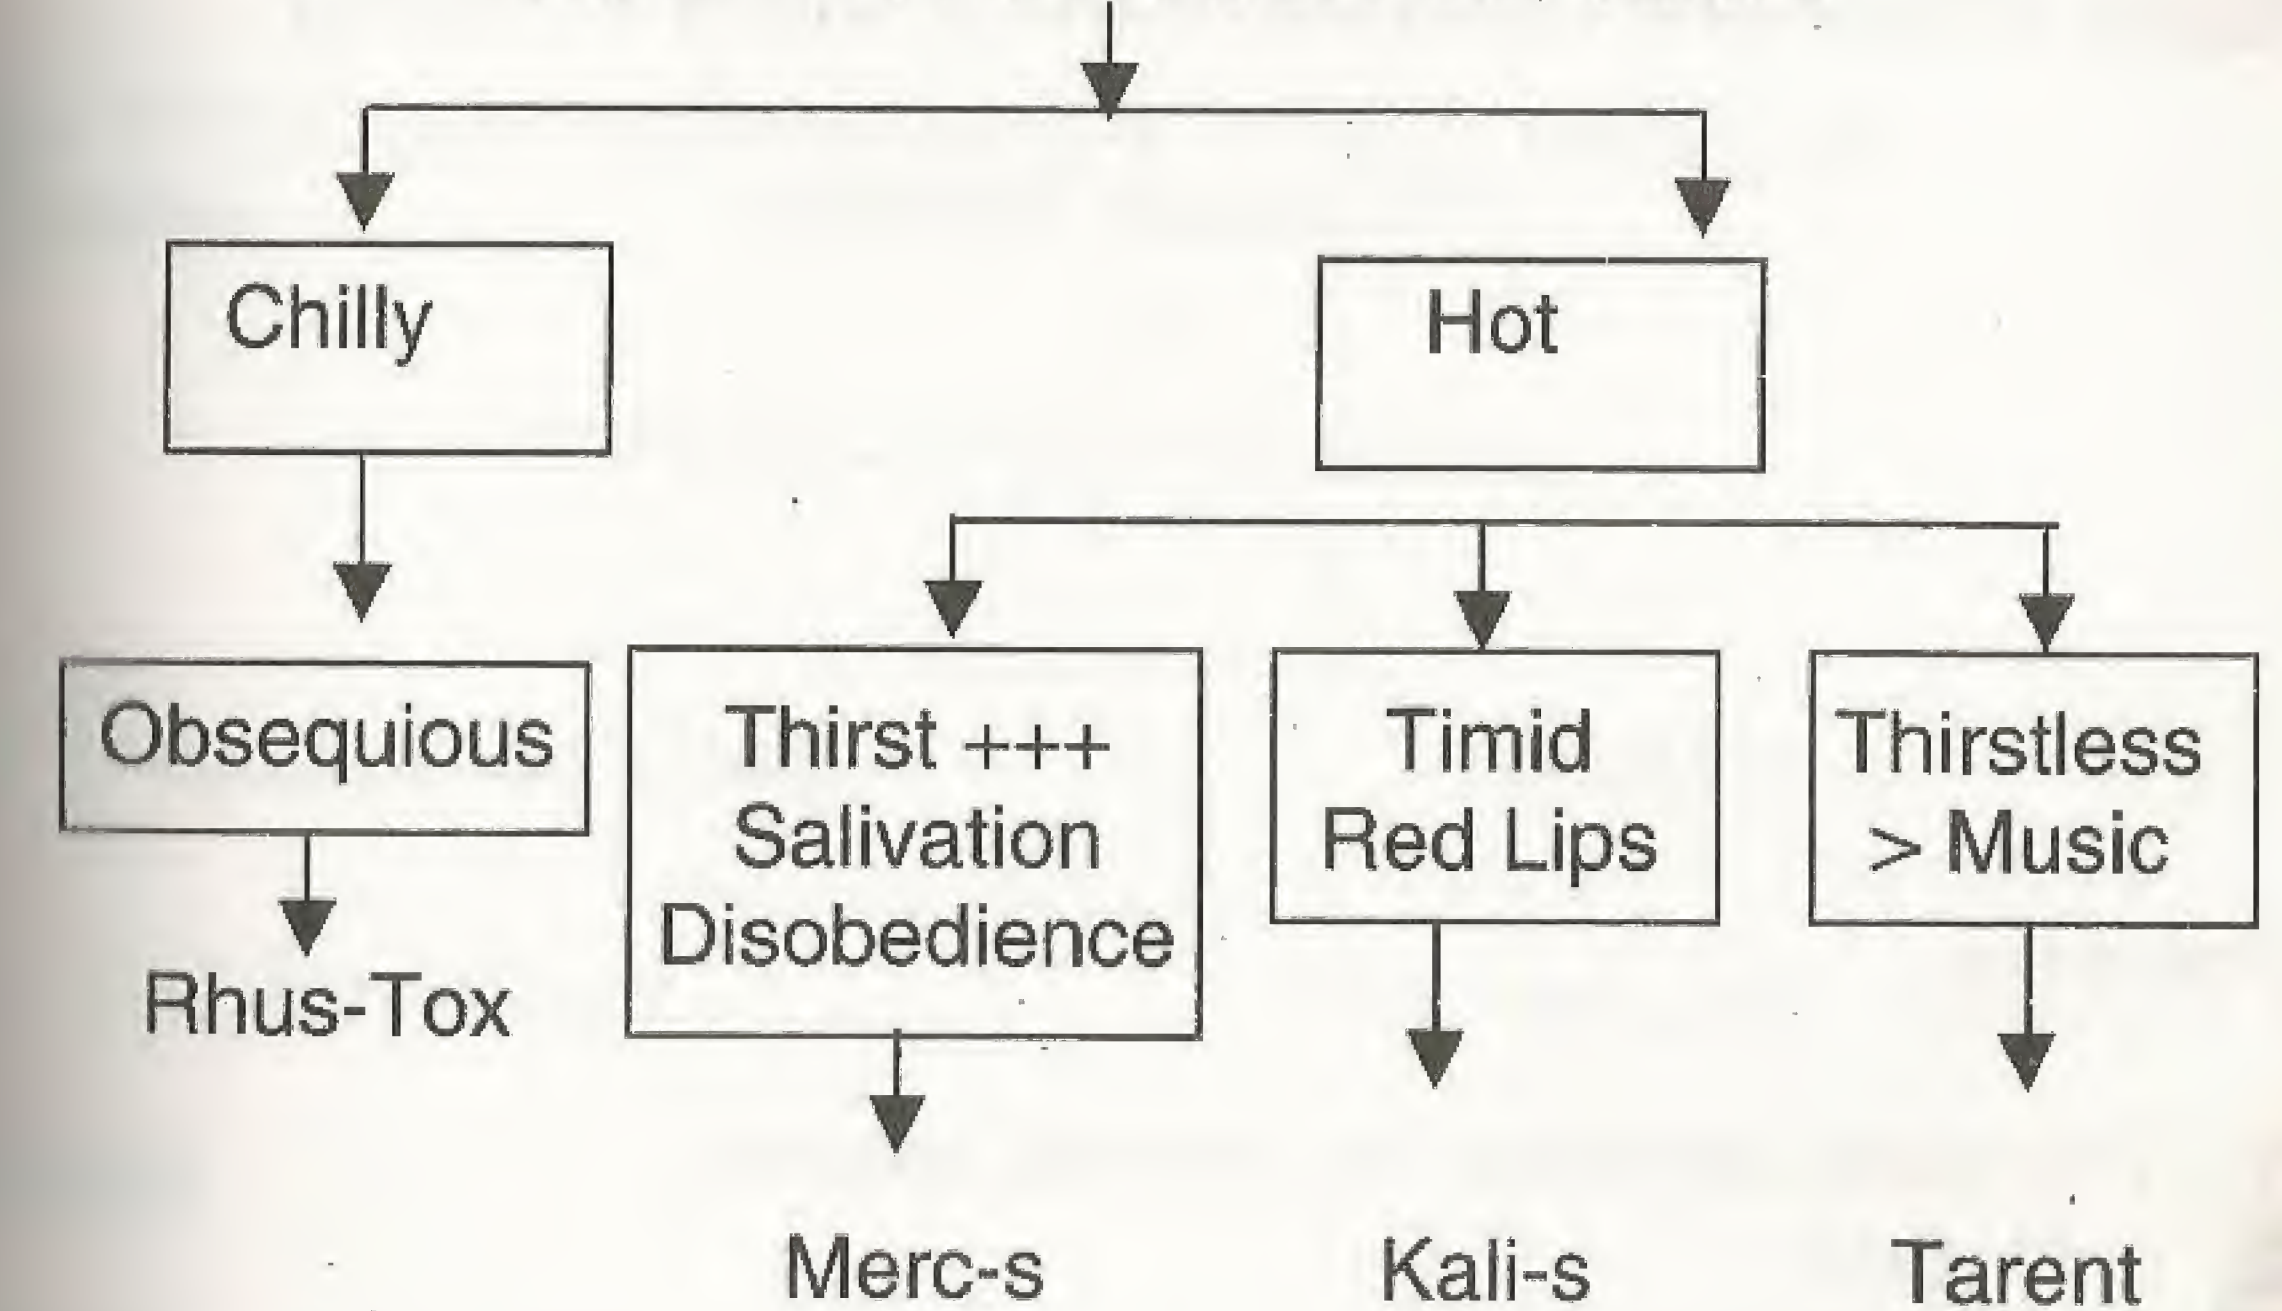 Chilly
Hot
Obsequious
Thirst +++
Salivation
Disobedience
Timid
Red Lips
Thirstless
> Music
Rhus-Tox
Merc-s
Kali-s
Tarent